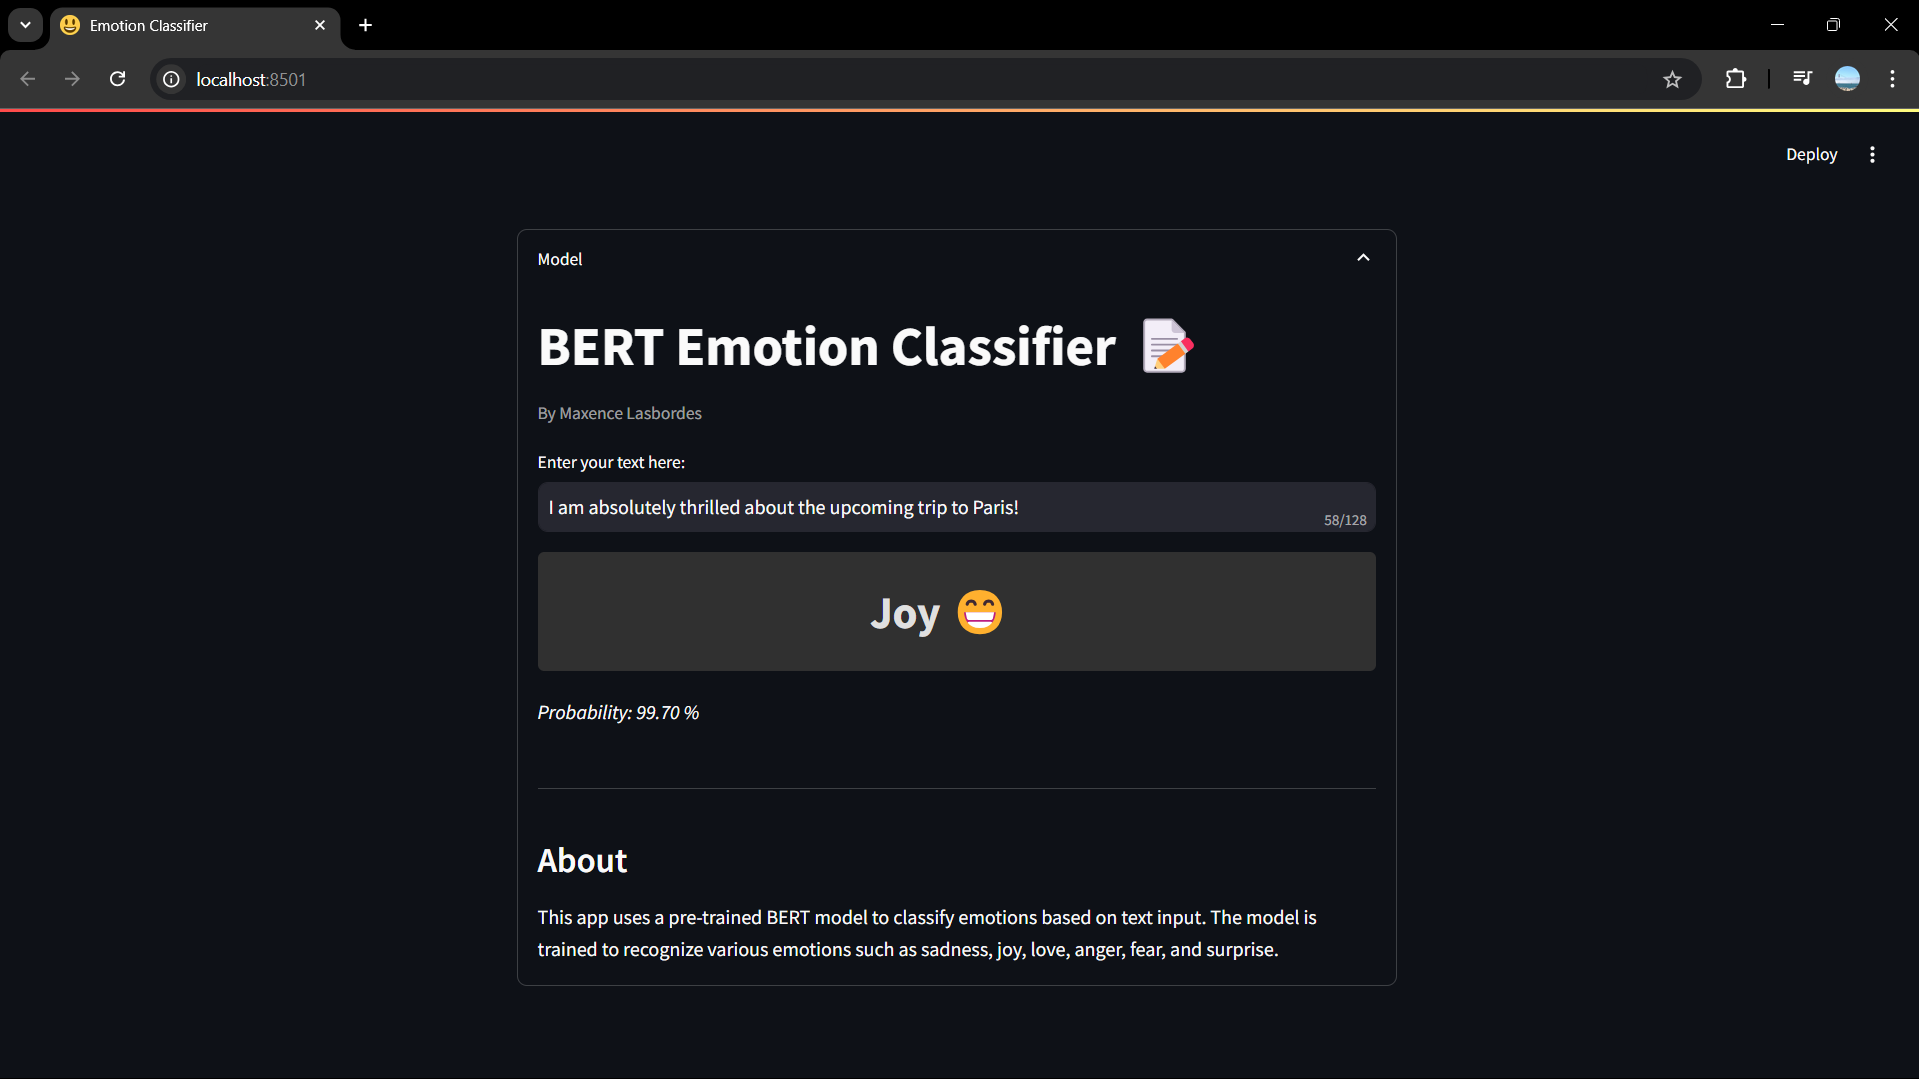 Emotion Classifier
localhost:8501
Deploy
Model
BERT Emotion Classifier
By Maxence Lasbordes
Enter your text here:
I am absolutely thrilled about the upcoming trip to Paris!
58/128
Joy 😁
Probability: 99.70 %
About
This app uses a pre-trained BERT model to classify emotions based on text input. The model is
trained to recognize various emotions such as sadness, joy, love, anger, fear, and surprise.